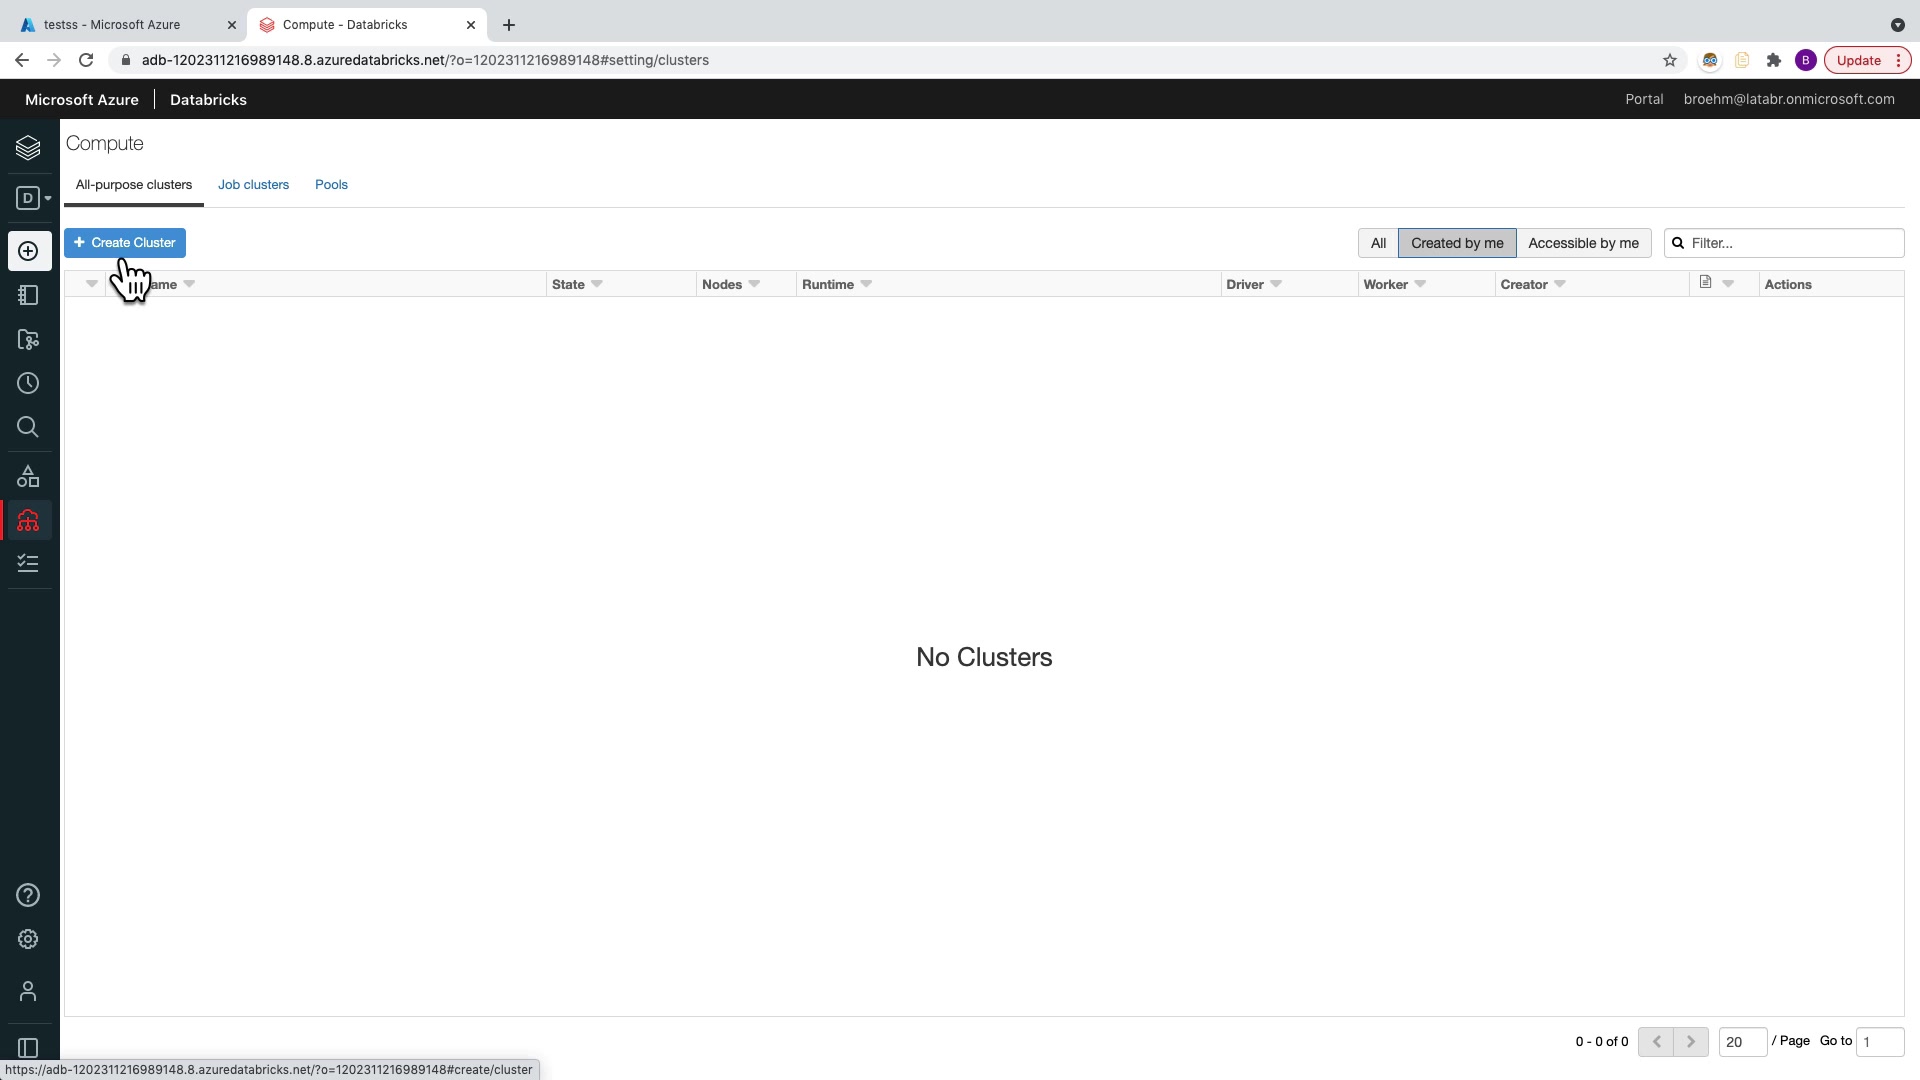 testss - Microsoft Azure
Compute - Databricks
adb-1202311216989148.8.azuredatabricks.net/?o=1202311216989148#setting/clusters
B
Update
Microsoft Azure
Databricks
Portal
broehm@latabr.onmicrosoft.com
Compute
D
All-purpose clusters
Job clusters
Pools
+ Create Cluster
All
Created by me
Accessible by me
Filter...
ame
State
Nodes
Runtime
Driver
Worker
Creator
Actions
No Clusters
0 - 0 of 0
20
/ Page
Go to
1
https://adb-1202311216989148.8.azuredatabricks.net/?o=1202311216989148#create/cluster